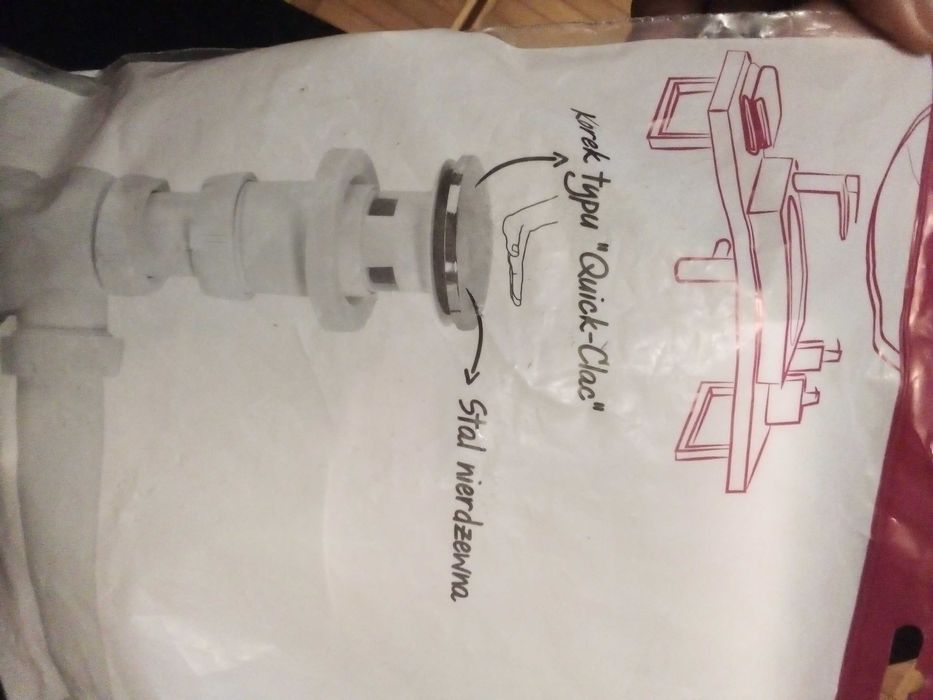 Korek typu "Quick-Clac"
Stal nierdzewna